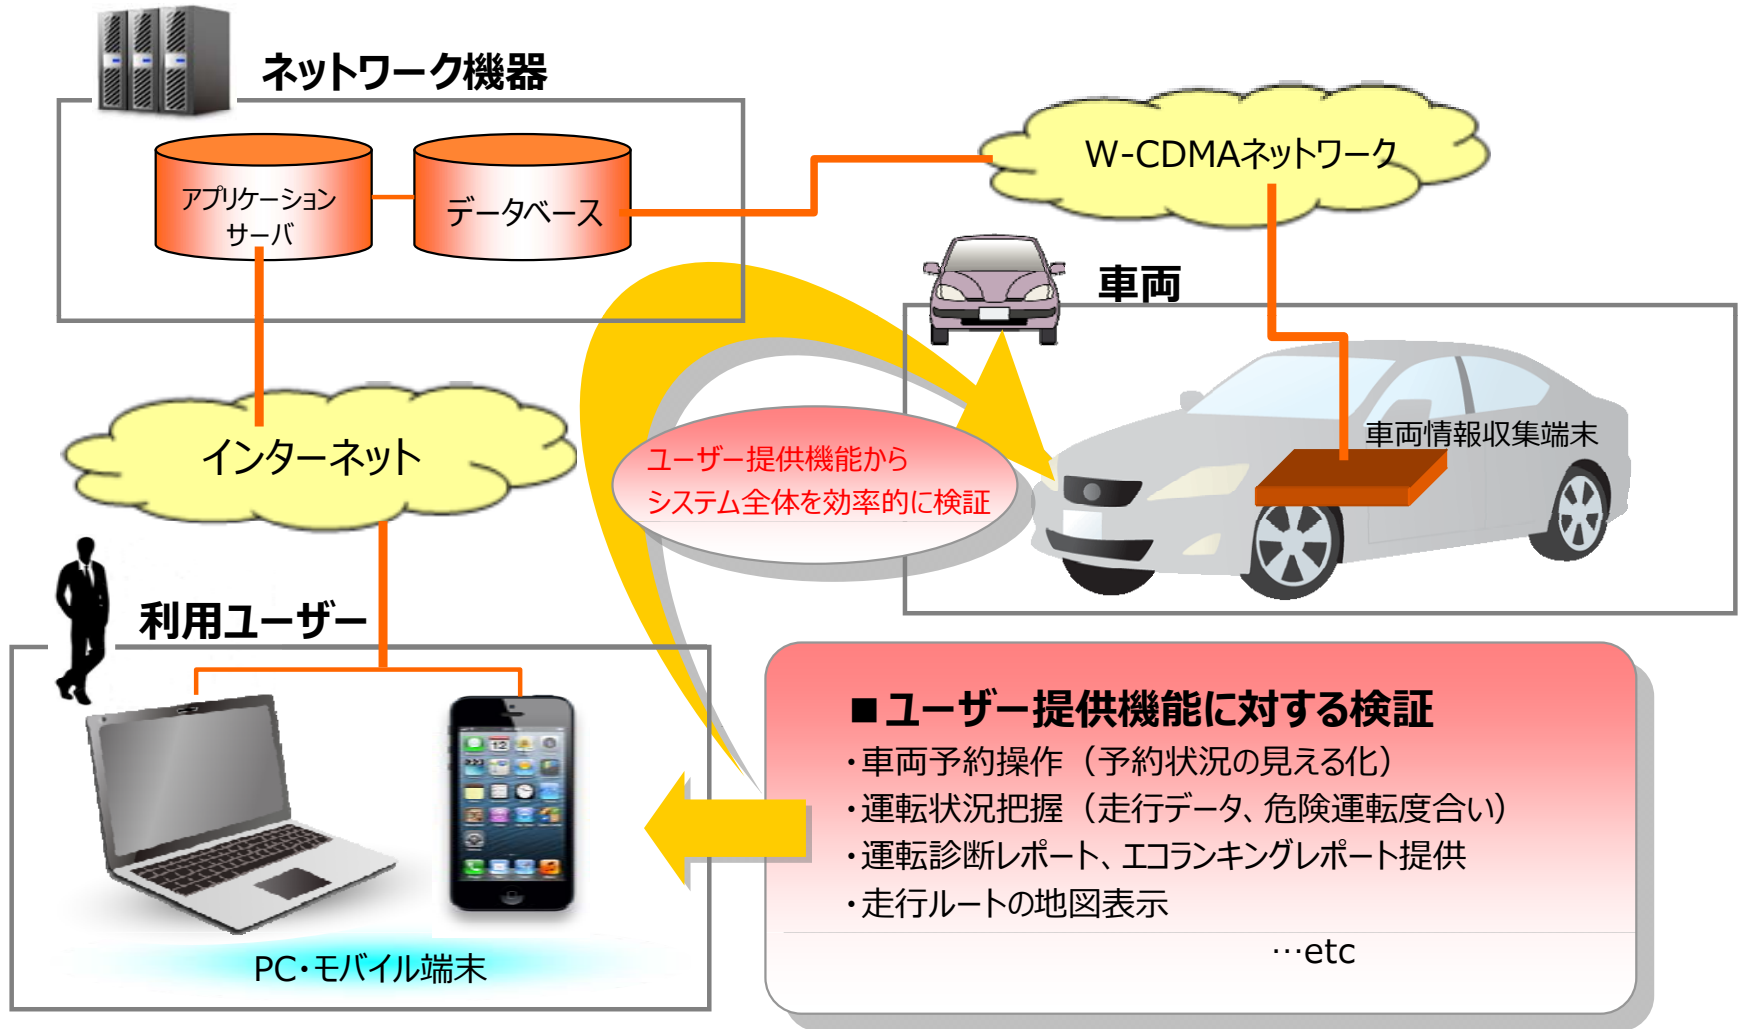 ネットワーク機器
アプリケーション
サーバ
データベース
W-CDMAネットワーク
車両
車両情報収集端末
インターネット
ユーザー提供機能から
システム全体を効率的に検証
利用ユーザー
PC・モバイル端末
■ユーザー提供機能に対する検証
・車両予約操作（予約状況の見える化）
・運転状況把握（走行データ、危険運転度合い）
・運転診断レポート、エコランキングレポート提供
・走行ルートの地図表示
…etc